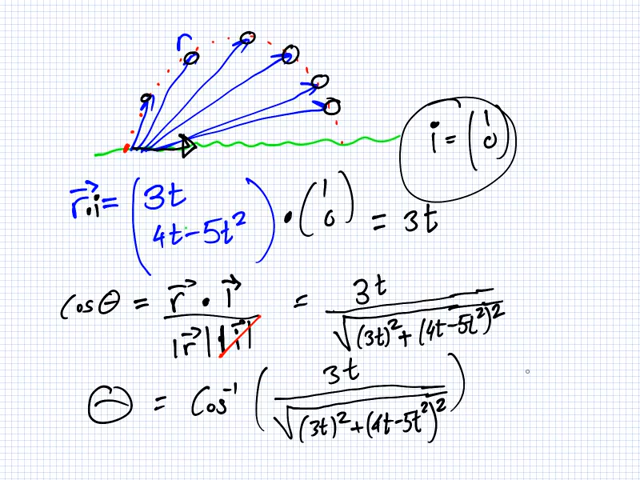 r
i = (1 0)
r⃗.i = (3t 4t-5t²) • (1 0) = 3t
cosθ = r⃗ • i⃗ / |r⃗||i⃗| = 3t / √(3t)²+(4t-5t²)²
θ = Cos⁻¹ (3t / √(3t)²+(4t-5t²)²)